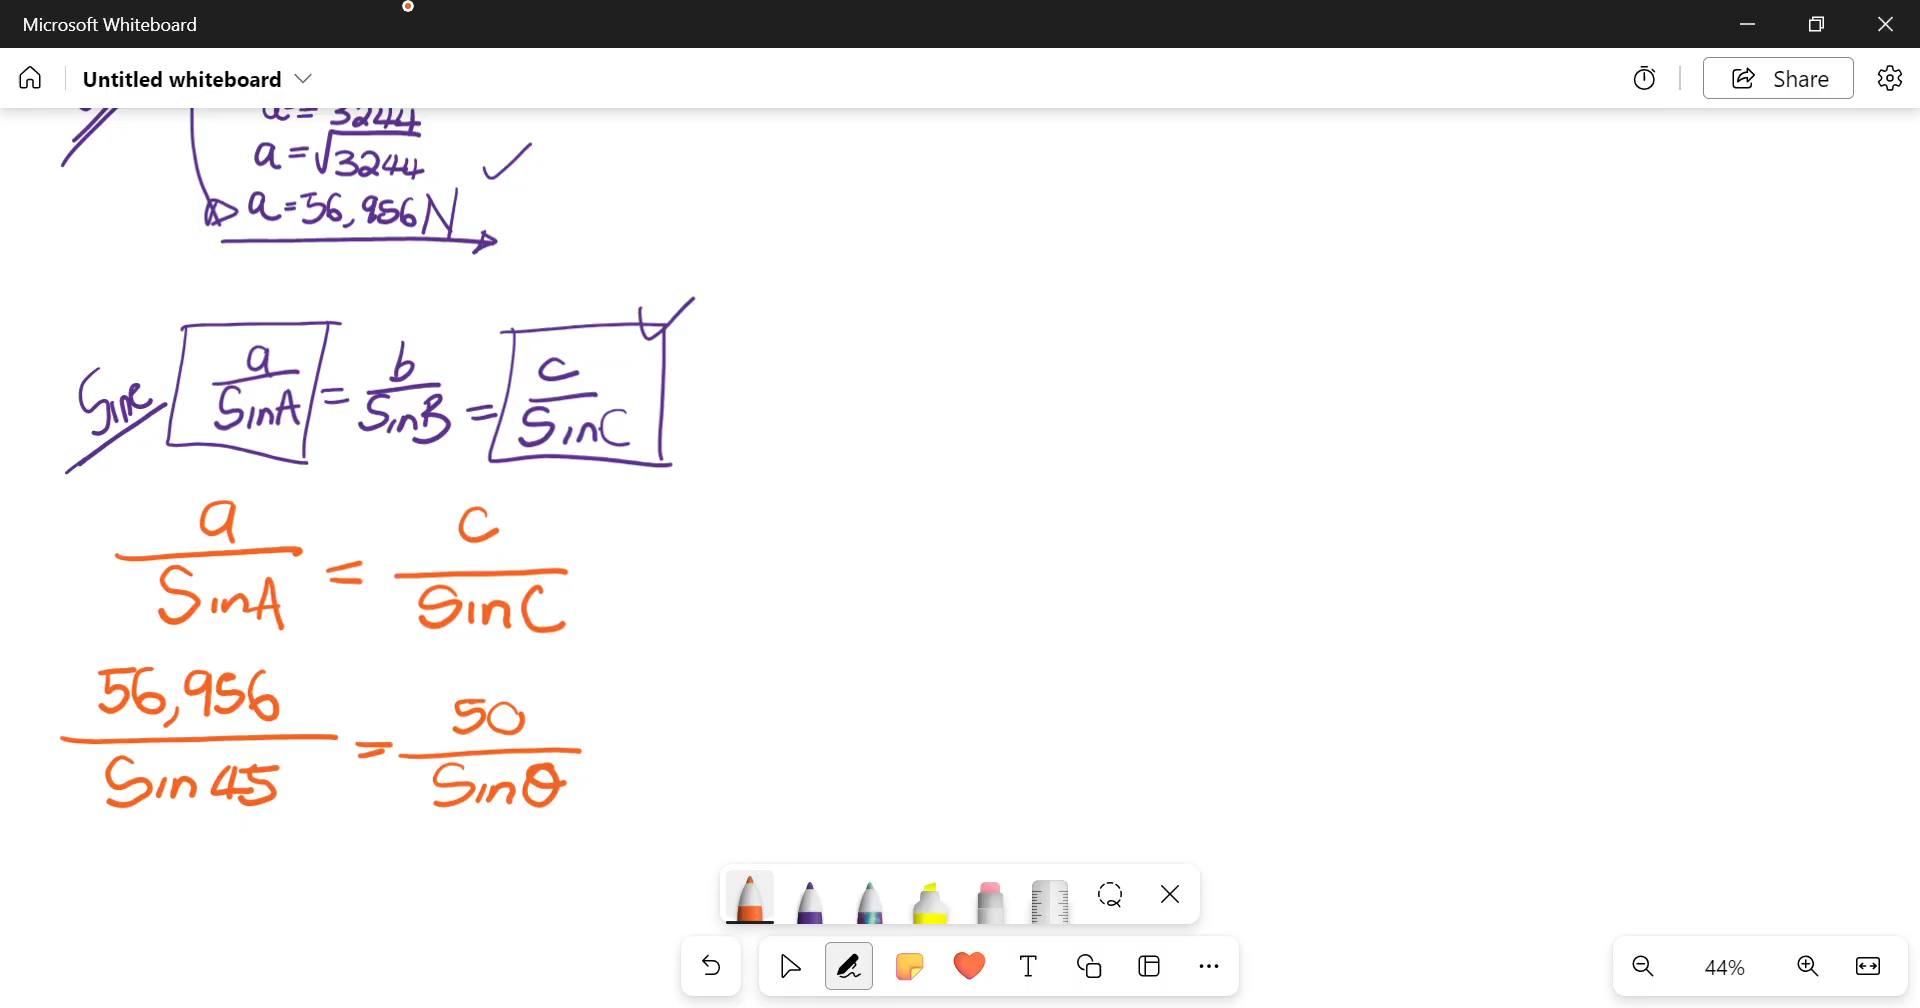 Microsoft Whiteboard
Untitled whiteboard
Share
a = √3244
a = 56,956 N
Sine a/SinA = b/SinB = c/SinC
a/SinA = c/SinC
56,956/Sin 45 = 50/Sin θ
T
44%